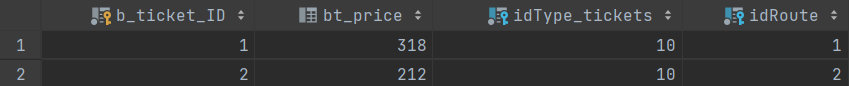 b_ticket_ID bt_price idType_tickets idRoute
1 1 318 10 1
2 2 212 10 2